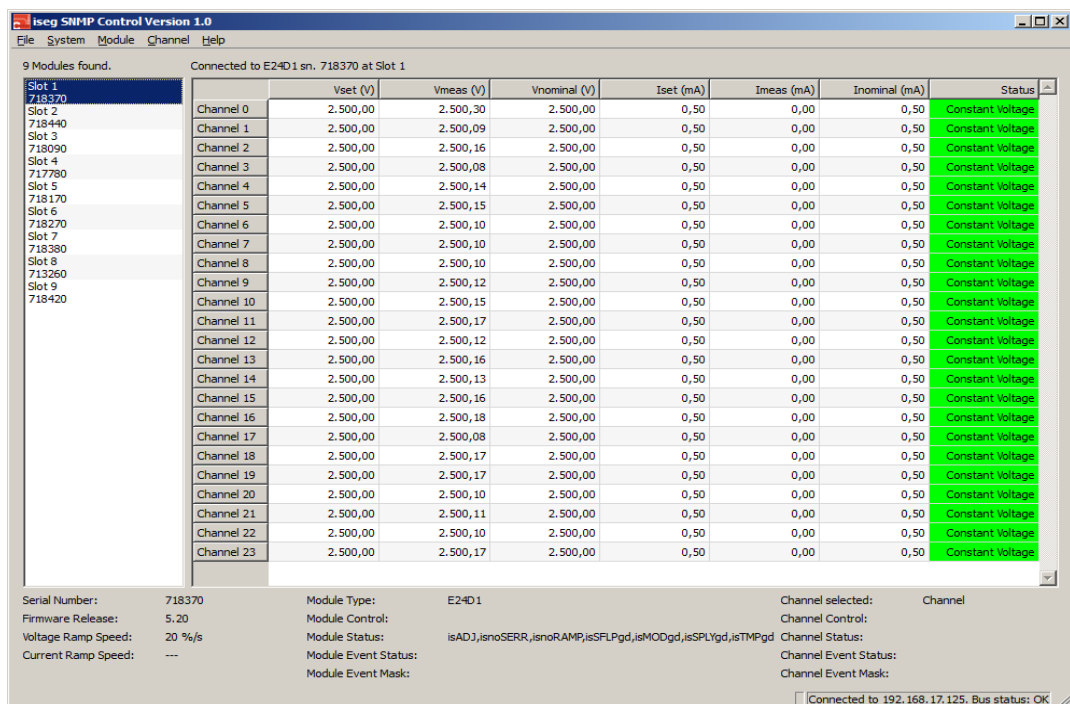 iseg SNMP Control Version 1.0
File System Module Channel Help
9 Modules found. Connected to E24D1 sn. 718370 at Slot 1
Slot 1
718370
Slot 2
718440
Slot 3
718090
Slot 4
717780
Slot 5
718170
Slot 6
718270
Slot 7
718380
Slot 8
713260
Slot 9
718420
Vset (V) Vmeas (V) Vnominal (V) Iset (mA) Imeas (mA) Inominal (mA) Status
Channel 0 2.500,00 2.500,30 2.500,00 0,50 0,00 0,50 Constant Voltage
Channel 1 2.500,00 2.500,09 2.500,00 0,50 0,00 0,50 Constant Voltage
Channel 2 2.500,00 2.500,16 2.500,00 0,50 0,00 0,50 Constant Voltage
Channel 3 2.500,00 2.500,08 2.500,00 0,50 0,00 0,50 Constant Voltage
Channel 4 2.500,00 2.500,14 2.500,00 0,50 0,00 0,50 Constant Voltage
Channel 5 2.500,00 2.500,15 2.500,00 0,50 0,00 0,50 Constant Voltage
Channel 6 2.500,00 2.500,10 2.500,00 0,50 0,00 0,50 Constant Voltage
Channel 7 2.500,00 2.500,10 2.500,00 0,50 0,00 0,50 Constant Voltage
Channel 8 2.500,00 2.500,10 2.500,00 0,50 0,00 0,50 Constant Voltage
Channel 9 2.500,00 2.500,12 2.500,00 0,50 0,00 0,50 Constant Voltage
Channel 10 2.500,00 2.500,15 2.500,00 0,50 0,00 0,50 Constant Voltage
Channel 11 2.500,00 2.500,17 2.500,00 0,50 0,00 0,50 Constant Voltage
Channel 12 2.500,00 2.500,12 2.500,00 0,50 0,00 0,50 Constant Voltage
Channel 13 2.500,00 2.500,16 2.500,00 0,50 0,00 0,50 Constant Voltage
Channel 14 2.500,00 2.500,13 2.500,00 0,50 0,00 0,50 Constant Voltage
Channel 15 2.500,00 2.500,16 2.500,00 0,50 0,00 0,50 Constant Voltage
Channel 16 2.500,00 2.500,18 2.500,00 0,50 0,00 0,50 Constant Voltage
Channel 17 2.500,00 2.500,08 2.500,00 0,50 0,00 0,50 Constant Voltage
Channel 18 2.500,00 2.500,17 2.500,00 0,50 0,00 0,50 Constant Voltage
Channel 19 2.500,00 2.500,17 2.500,00 0,50 0,00 0,50 Constant Voltage
Channel 20 2.500,00 2.500,10 2.500,00 0,50 0,00 0,50 Constant Voltage
Channel 21 2.500,00 2.500,11 2.500,00 0,50 0,00 0,50 Constant Voltage
Channel 22 2.500,00 2.500,10 2.500,00 0,50 0,00 0,50 Constant Voltage
Channel 23 2.500,00 2.500,17 2.500,00 0,50 0,00 0,50 Constant Voltage
Serial Number: 718370 Module Type: E24D1 Channel selected: Channel
Firmware Release: 5.20 Module Control: Channel Control:
Voltage Ramp Speed: 20 %/s Module Status: isADJ,isnoSERR,isnoRAMP,isSFLPgd,isMODgd,isSPLYgd,isTMPgd Channel Status:
Current Ramp Speed: --- Module Event Status: Channel Event Status:
Module Event Mask: Channel Event Mask:
Connected to 192.168.17.125. Bus status: OK